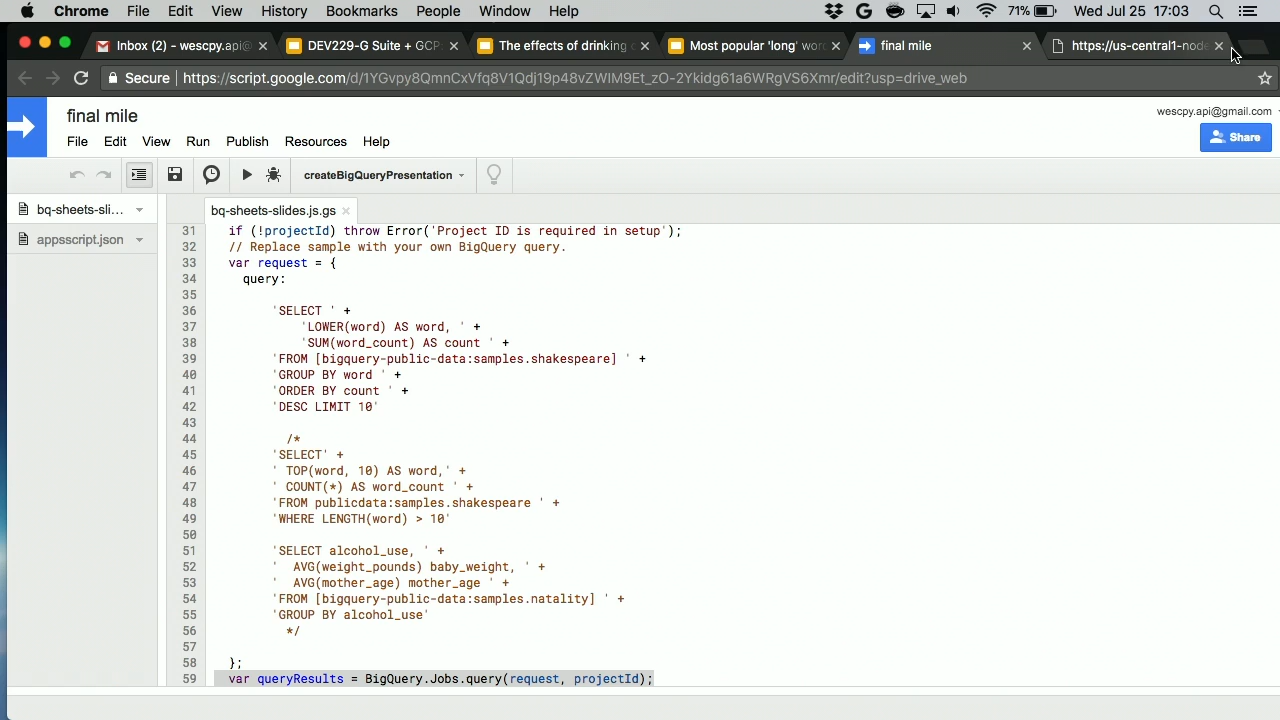 Chrome File Edit View History Bookmarks People Window Help 71% Wed Jul 25 17:03
Inbox (2) - wescpy.api@ DEV229-G Suite + GCP: The effects of drinking Most popular 'long' wor final mile https://us-central1-node
Secure https://script.google.com/d/1YGvpy8QmnCxVfq8V1Qdj19p48vZWIM9Et_zO-2Ykidg61a6WRgVS6Xmr/edit?usp=drive_web
final mile wescpy.api@gmail.com
File Edit View Run Publish Resources Help Share
createBigQueryPresentation
bq-sheets-sli... bq-sheets-slides.js.gs
appsscript.json
31 if (!projectId) throw Error('Project ID is required in setup');
32 // Replace sample with your own BigQuery query.
33 var request = {
34 query:
35
36 'SELECT ' +
37 'LOWER(word) AS word, ' +
38 'SUM(word_count) AS count ' +
39 'FROM [bigquery-public-data:samples.shakespeare] ' +
40 'GROUP BY word ' +
41 'ORDER BY count ' +
42 'DESC LIMIT 10'
43
44 /*
45 'SELECT' +
46 ' TOP(word, 10) AS word,' +
47 ' COUNT(*) AS word_count ' +
48 'FROM publicdata:samples.shakespeare ' +
49 'WHERE LENGTH(word) > 10'
50
51 'SELECT alcohol_use, ' +
52 ' AVG(weight_pounds) baby_weight, ' +
53 ' AVG(mother_age) mother_age ' +
54 'FROM [bigquery-public-data:samples.natality] ' +
55 'GROUP BY alcohol_use'
56 */
57
58 };
59 var queryResults = BigQuery.Jobs.query(request, projectId);